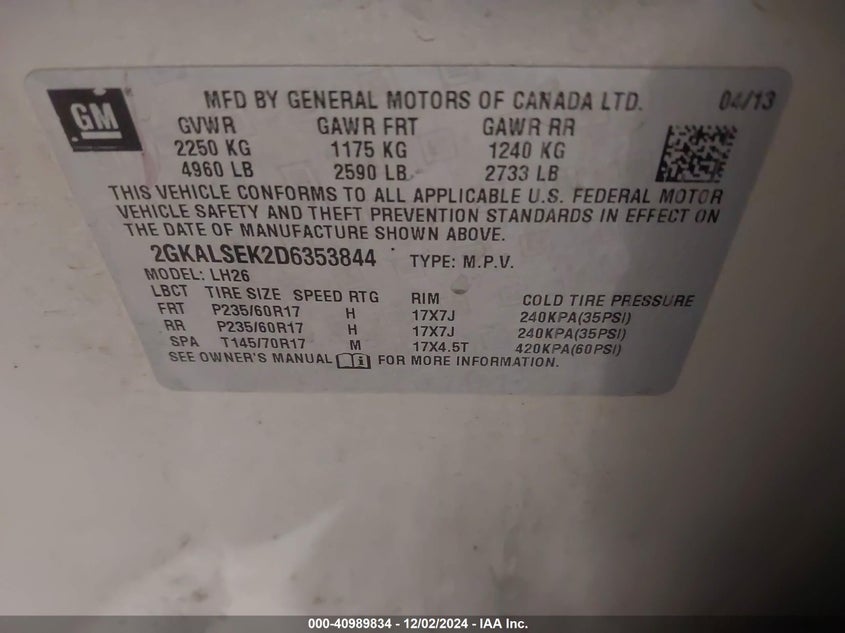 GM
MFD BY GENERAL MOTORS OF CANADA LTD. 04/13
GVWR GAWR FRT GAWR RR
2250 KG 1175 KG 1240 KG
4960 LB 2590 LB 2733 LB
THIS VEHICLE CONFORMS TO ALL APPLICABLE U.S. FEDERAL MOTOR
VEHICLE SAFETY AND THEFT PREVENTION STANDARDS IN EFFECT ON
THE DATE OF MANUFACTURE SHOWN ABOVE.
2GKALSEK2D6353844 TYPE: M.P.V.
MODEL: LH26
LBCT TIRE SIZE SPEED RTG RIM COLD TIRE PRESSURE
FRT P235/60R17 H 17X7J 240KPA(35PSI)
RR P235/60R17 H 17X7J 240KPA(35PSI)
SPA T145/70R17 M 17X4.5T 420KPA(60PSI)
SEE OWNER'S MANUAL FOR MORE INFORMATION.
000-40989834 - 12/02/2024 - IAA Inc.